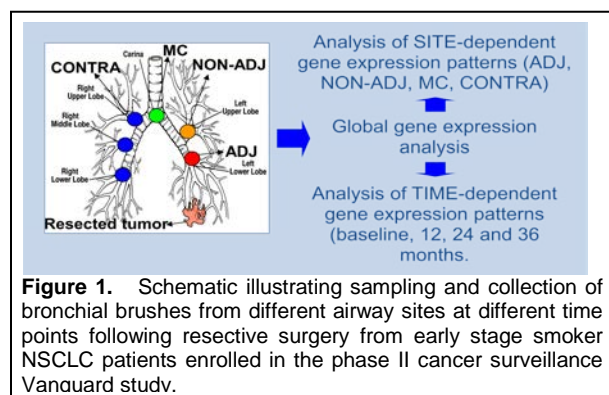 MC
Carina
CONTRA
NON-ADJ
Right
Upper Lobe
Left
Upper Lobe
Right
Middle Lobe
ADJ
Right
Lower Lobe
Left
Lower Lobe
Resected tumor
Analysis of SITE-dependent
gene expression patterns (ADJ,
NON-ADJ, MC, CONTRA)
Global gene expression
analysis
Analysis of TIME-dependent
gene expression patterns
(baseline, 12, 24 and 36
months.
Figure 1. Schematic illustrating sampling and collection of
bronchial brushes from different airway sites at different time
points following resective surgery from early stage smoker
NSCLC patients enrolled in the phase II cancer surveillance
Vanguard study.